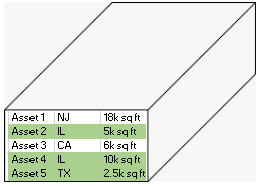 Asset 1 NJ 18k sq ft
Asset 2 IL 5k sq ft
Asset 3 CA 6k sq ft
Asset 4 IL 10k sq ft
Asset 5 TX 2.5k sq ft